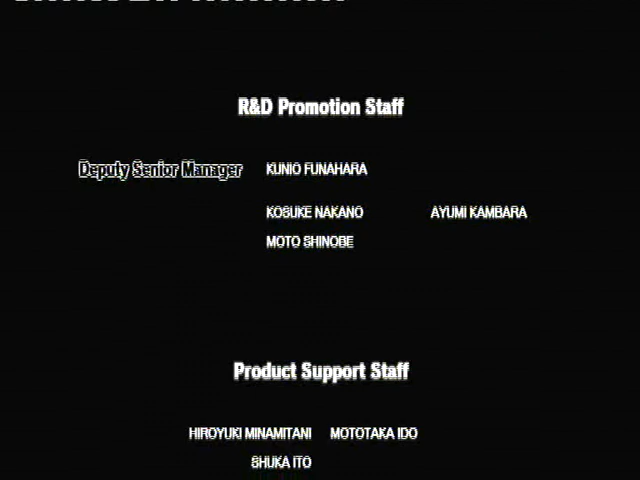 R&D Promotion Staff
Deputy Senior Manager KUNIO FUNAHARA
KOSUKE NAKANO AYUMI KAMBARA
MOTO SHINOBE
Product Support Staff
HIROYUKI MINAMITANI MOTOTAKA IDO
SHUKA ITO